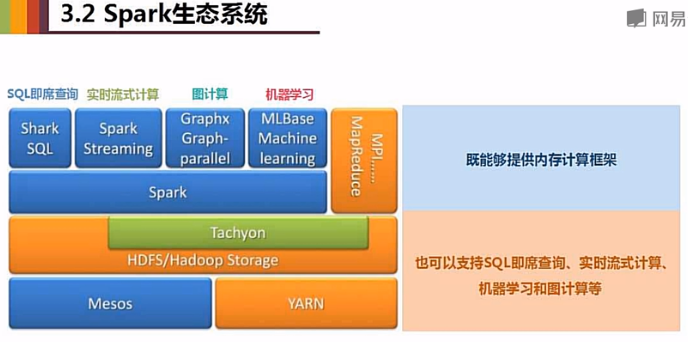 3.2 Spark生态系统
网易
SQL即席查询
实时流式计算
图计算
机器学习
Shark
SQL
Spark
Streaming
Graphx
Graph-
parallel
MLBase
Machine
learning
MPI......
MapReduce
Spark
Tachyon
HDFS/Hadoop Storage
Mesos
YARN
既能够提供内存计算框架
也可以支持SQL即席查询、实时流式计算、
机器学习和图计算等